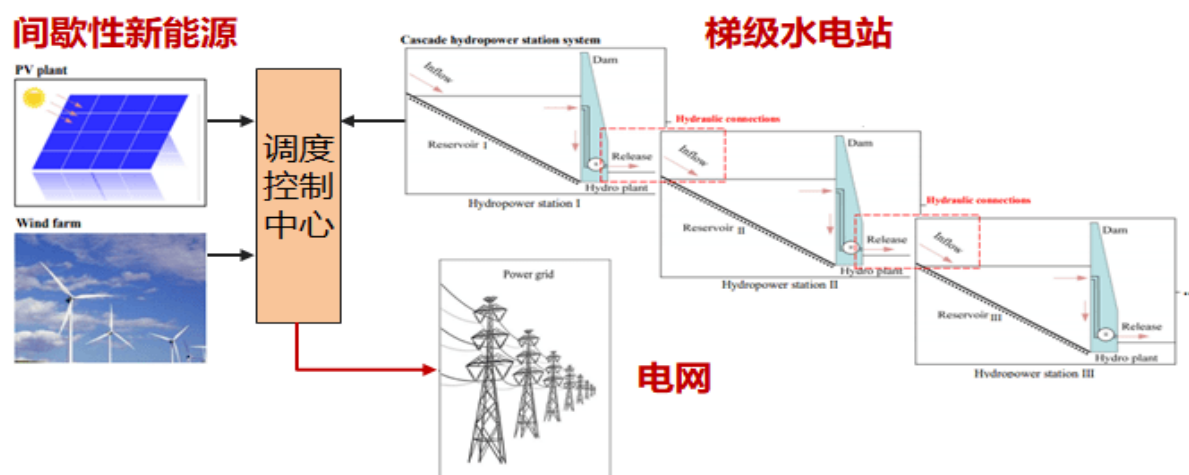 间歇性新能源
梯级水电站
PV plant
Cascade hydropower station system
调度
控制
中心
Inflow
Dam
Reservoir I
Release
Hydro plant
Hydropower station I
Hydraulic connections
Inflow
Dam
Reservoir II
Release
Hydro plant
Hydropower station II
Hydraulic connections
Inflow
Dam
Reservoir III
Release
Hydro plant
Hydropower station III
Wind farm
Power grid
电网